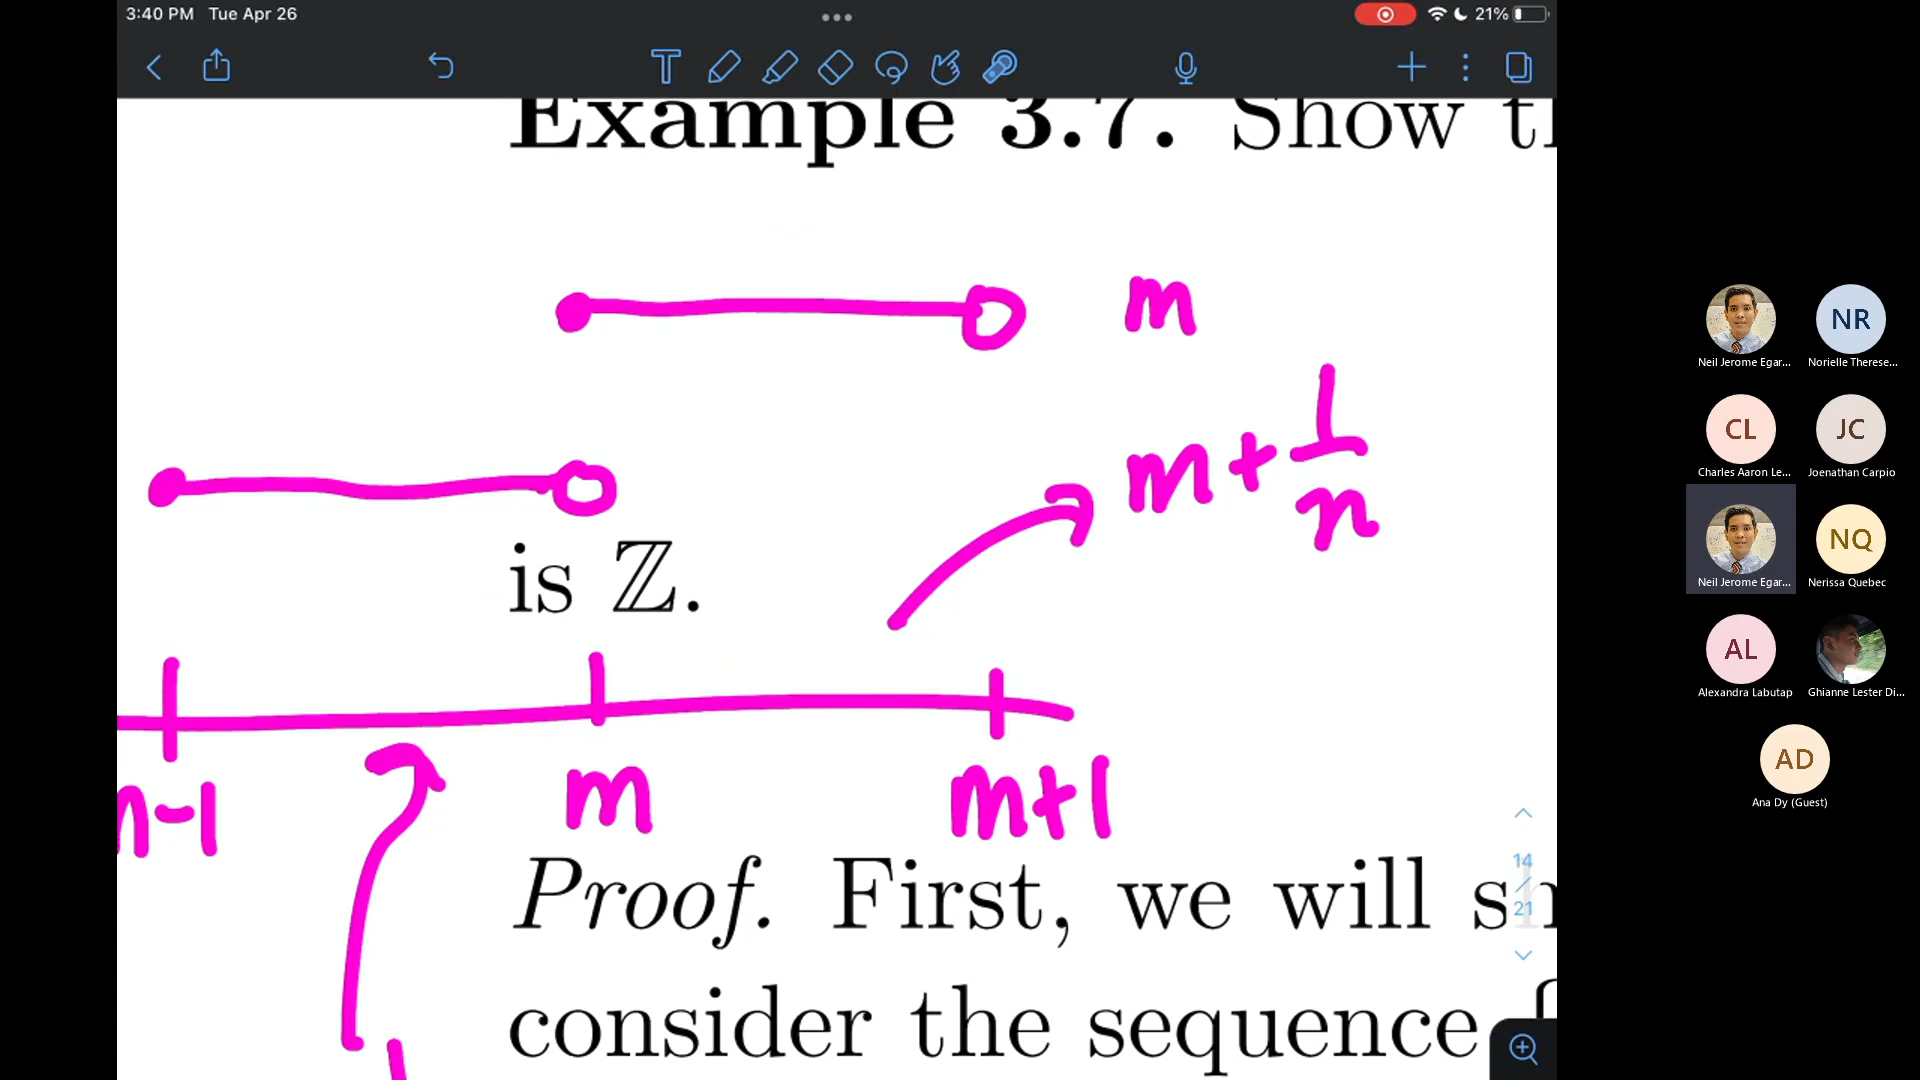 3:40 PM Tue Apr 26
21%
Example 3.7. Show
m
m + 1/n
is ℤ.
m m+1
-1
Proof. First, we will
consider the sequence
14
/
21
Neil Jerome Egar...
NR
Norielle Therese...
CL
Charles Aaron Le...
JC
Joenathan Carpio
Neil Jerome Egar...
NQ
Nerissa Quebec
AL
Alexandra Labutap
Ghianne Lester Di...
AD
Ana Dy (Guest)